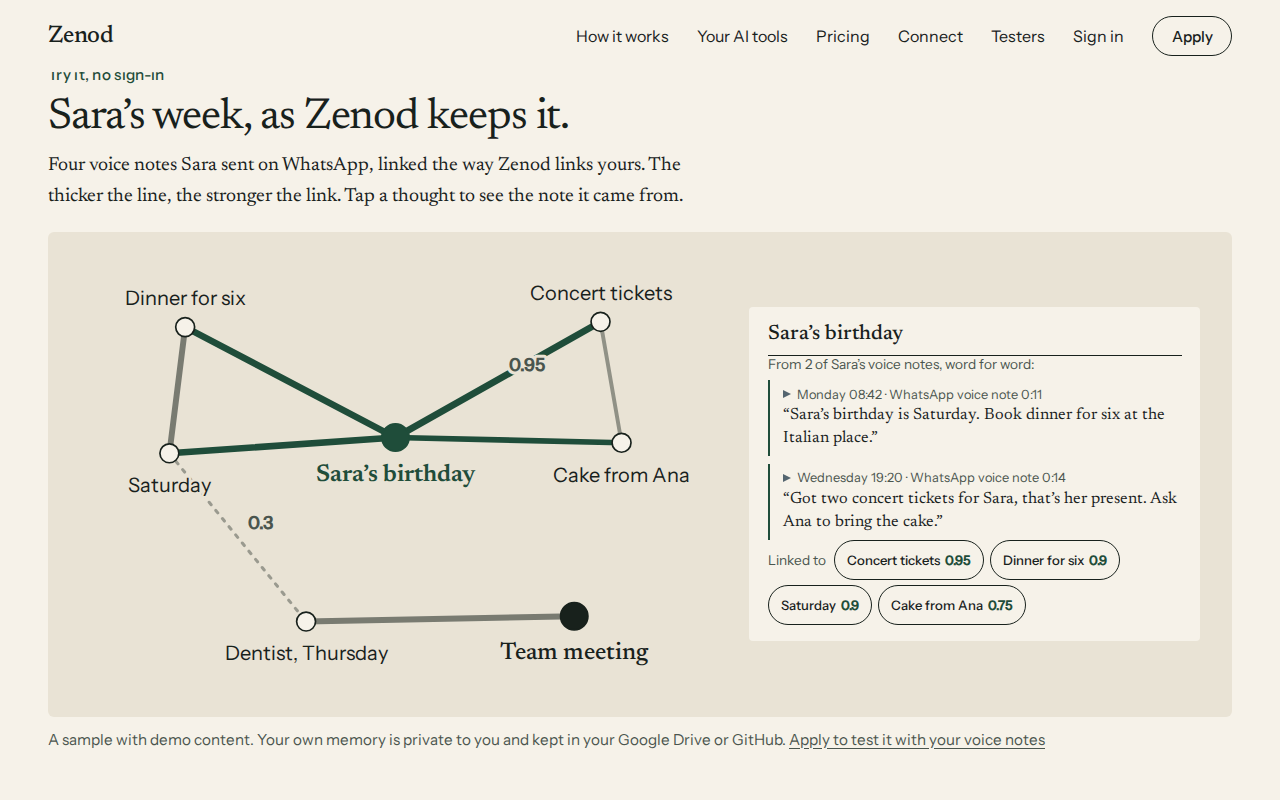 Zenod
How it works
Your AI tools
Pricing
Connect
Testers
Sign in
Apply
Try it, no sign-in
Sara’s week, as Zenod keeps it.
Four voice notes Sara sent on WhatsApp, linked the way Zenod links yours. The
thicker the line, the stronger the link. Tap a thought to see the note it came from.
Dinner for six
Concert tickets
0.95
Sara’s birthday
Cake from Ana
Saturday
0.3
Dentist, Thursday
Team meeting
Sara’s birthday
From 2 of Sara’s voice notes, word for word:
Monday 08:42 · WhatsApp voice note 0:11
“Sara’s birthday is Saturday. Book dinner for six at the
Italian place.”
Wednesday 19:20 · WhatsApp voice note 0:14
“Got two concert tickets for Sara, that’s her present. Ask
Ana to bring the cake.”
Linked to
Concert tickets 0.95
Dinner for six 0.9
Saturday 0.9
Cake from Ana 0.75
A sample with demo content. Your own memory is private to you and kept in your Google Drive or GitHub. Apply to test it with your voice notes